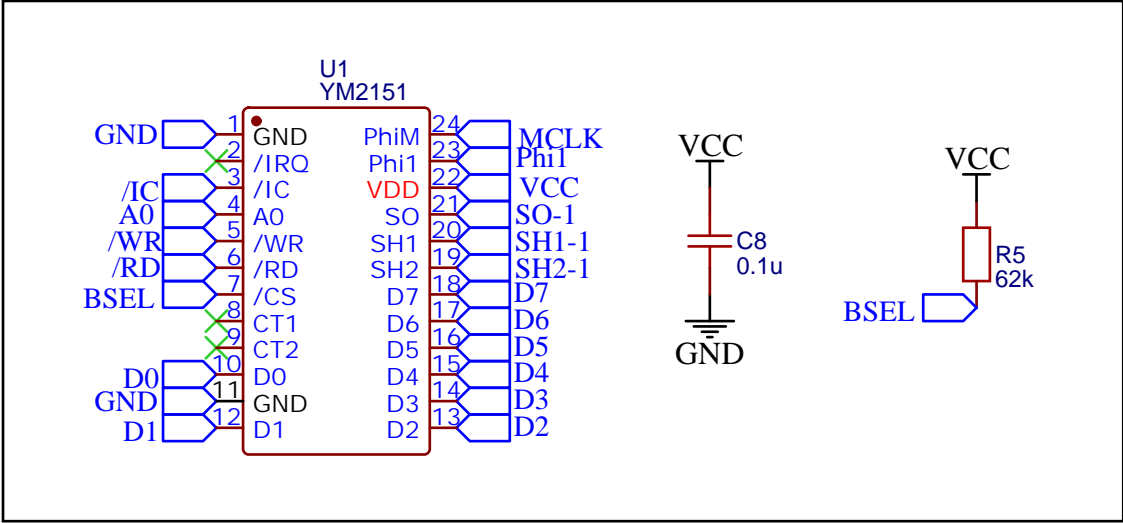 U1
YM2151
GND 1 GND PhiM 24 MCLK
2 /IRQ Phi1 23 Phi1
/IC 3 /IC VDD 22 VCC
A0 4 A0 SO 21 SO-1
/WR 5 /WR SH1 20 SH1-1
/RD 6 /RD SH2 19 SH2-1
BSEL 7 /CS D7 18 D7
8 CT1 D6 17 D6
9 CT2 D5 16 D5
D0 10 D0 D4 15 D4
GND 11 GND D3 14 D3
D1 12 D1 D2 13 D2
VCC
C8
0.1u
GND
VCC
R5
62k
BSEL